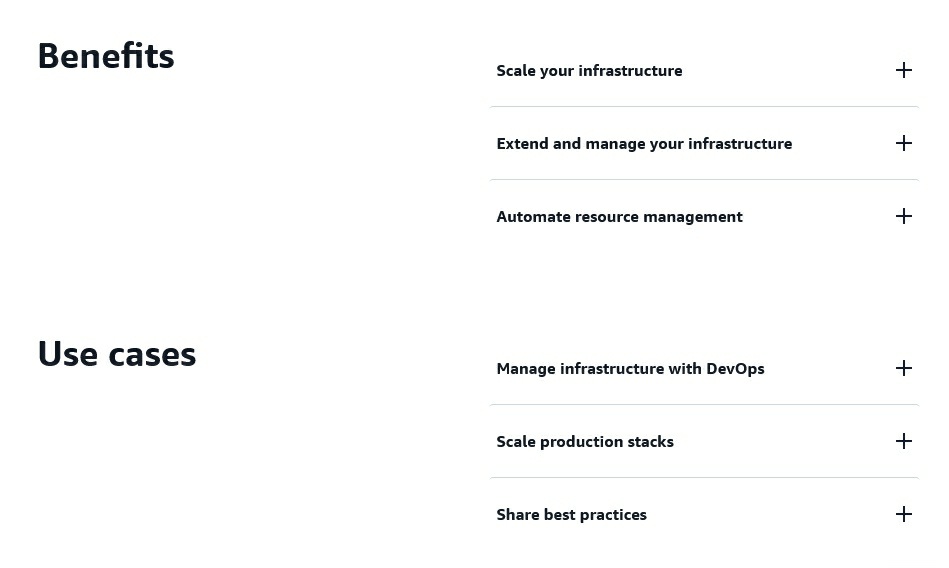 Benefits
Scale your infrastructure
Extend and manage your infrastructure
Automate resource management
Use cases
Manage infrastructure with DevOps
Scale production stacks
Share best practices